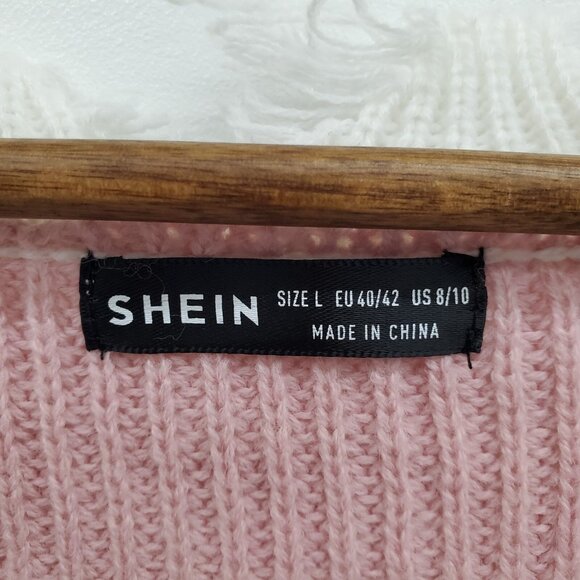 SHEIN
SIZE L EU 40/42 US 8/10
MADE IN CHINA